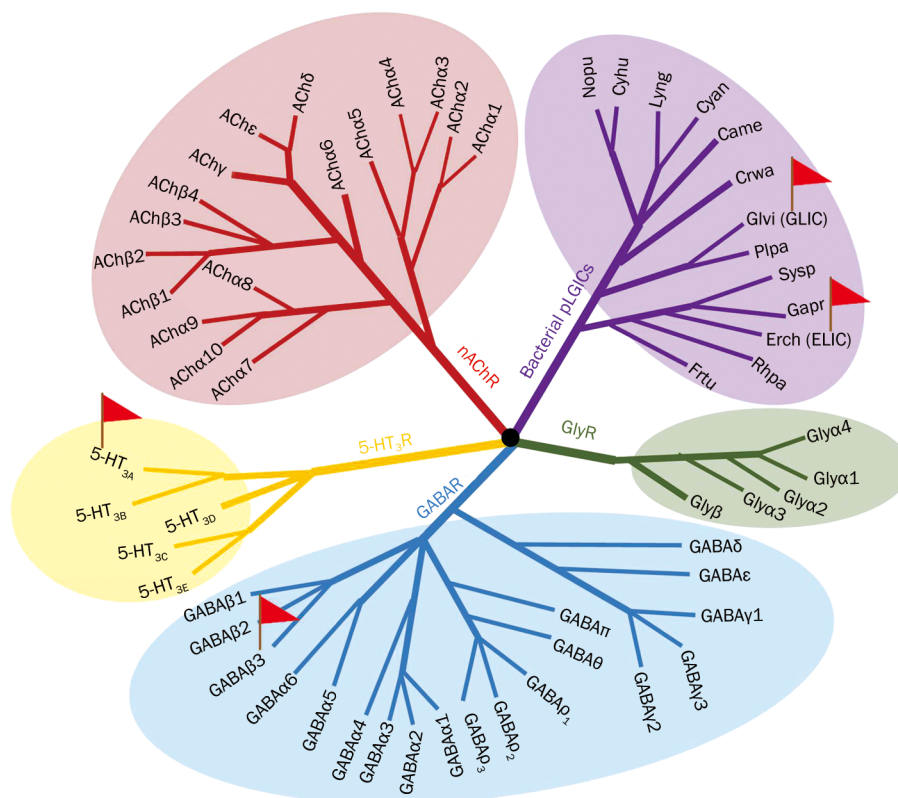 AChδ
AChε
AChγ
AChβ4
AChβ3
AChβ2
AChβ1
AChα8
AChα9
AChα10
AChα7
AChα6
AChα5
AChα4
AChα3
AChα2
AChα1
nAChR
Nopu
Cyhu
Lyng
Cyan
Came
Crwa
Glvi (GLIC)
Plpa
Sysp
Gapr
Erch (ELIC)
Rhpa
Frtu
Bacterial pLGICs
GlyR
Glyα4
Glyα1
Glyα2
Glyα3
Glyβ
5-HT₃R
5-HT₃A
5-HT₃B
5-HT₃D
5-HT₃C
5-HT₃E
GABAR
GABAβ1
GABAβ2
GABAβ3
GABAα6
GABAα5
GABAα4
GABAα3
GABAα2
GABAα1
GABAρ₃
GABAρ₂
GABAρ₁
GABAθ
GABAπ
GABAγ2
GABAγ3
GABAγ1
GABAε
GABAδ